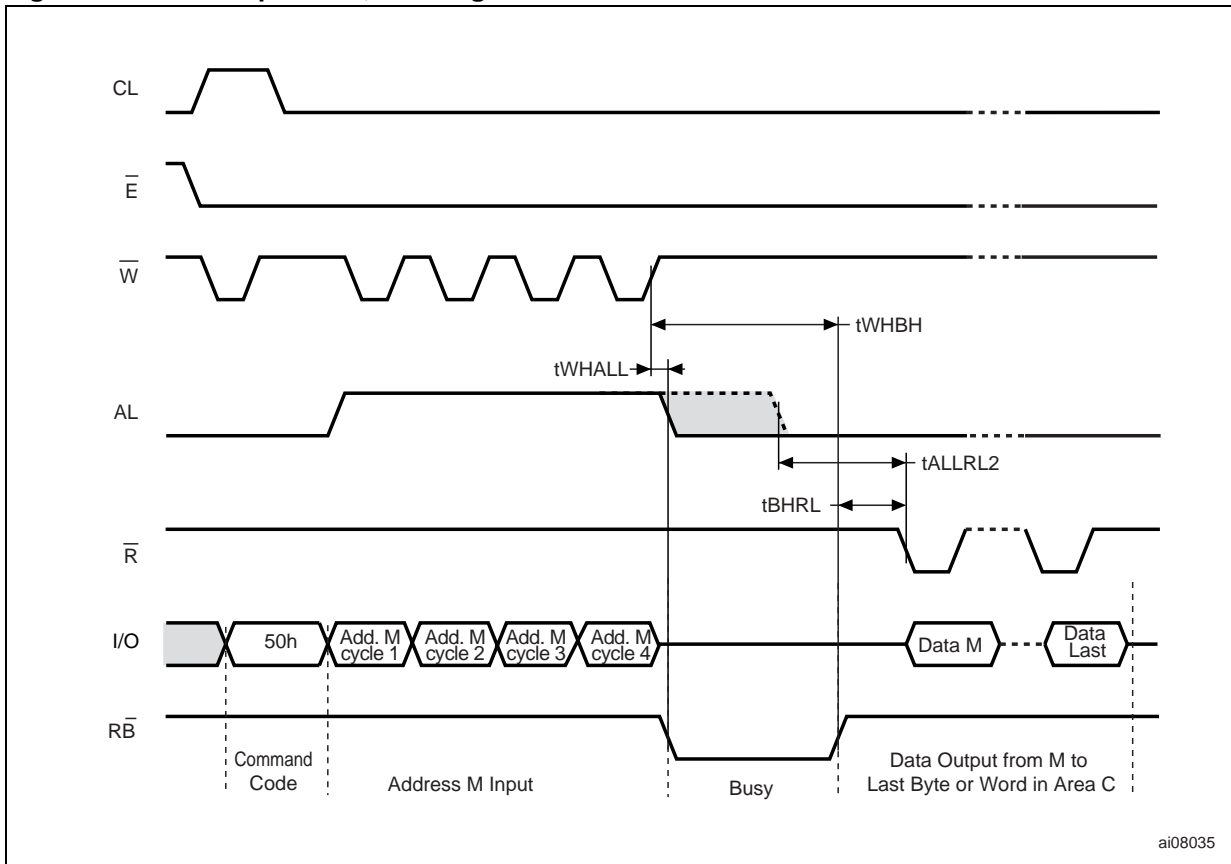 CL
E
W
tWHBH
tWHALL
AL
tALLRL2
tBHRL
R
I/O
50h
Add. M
cycle 1
Add. M
cycle 2
Add. M
cycle 3
Add. M
cycle 4
Data M
Data
Last
RB
Command
Code
Address M Input
Busy
Data Output from M to
Last Byte or Word in Area C
ai08035